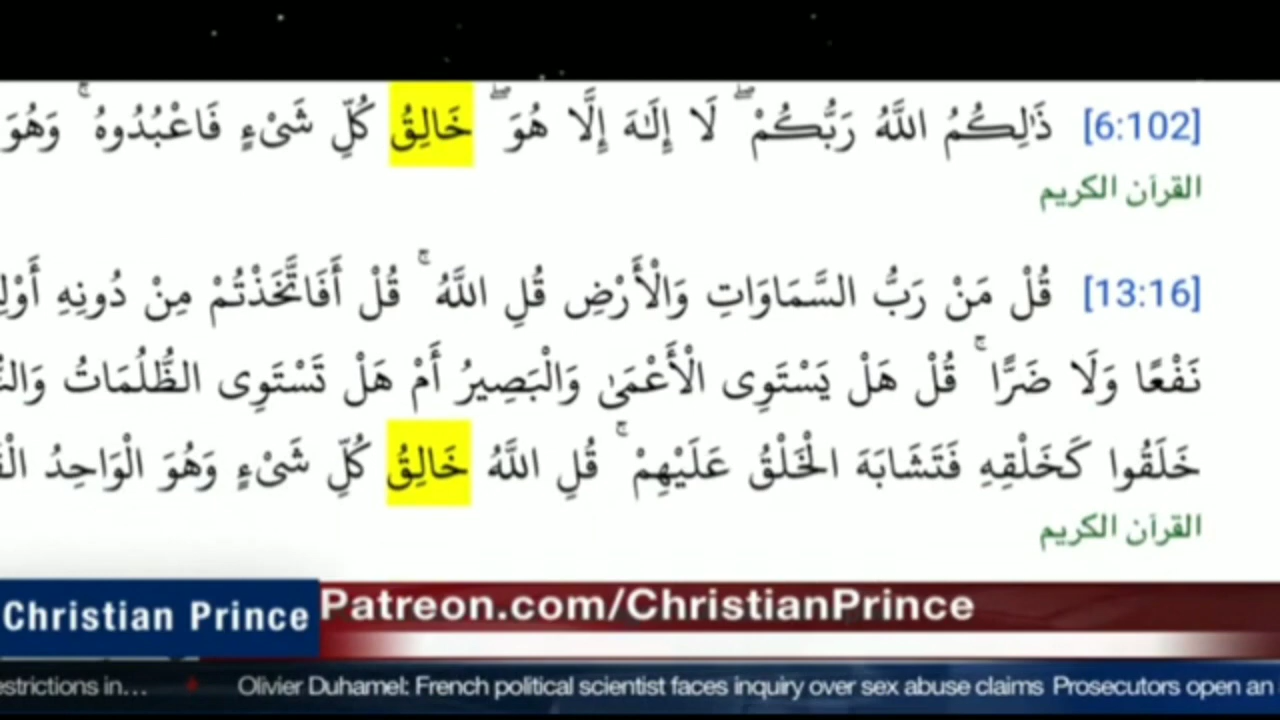 [6:102] ذَٰلِكُمُ اللَّهُ رَبُّكُمْ ۖ لَا إِلَٰهَ إِلَّا هُوَ ۖ خَالِقُ كُلِّ شَىْءٍ فَاعْبُدُوهُ ۚ وَهُوَ
القرآن الكريم
[13:16] قُلْ مَنْ رَبُّ السَّمَاوَاتِ وَالْأَرْضِ قُلِ اللَّهُ ۚ قُلْ أَفَاتَّخَذْتُمْ مِنْ دُونِهِ
نَفْعًا وَلَا ضَرًّا ۚ قُلْ هَلْ يَسْتَوِى الْأَعْمَىٰ وَالْبَصِيرُ أَمْ هَلْ تَسْتَوِى الظُّلُمَاتُ
خَلَقُوا كَخَلْقِهِ فَتَشَابَهَ الْخَلْقُ عَلَيْهِمْ ۚ قُلِ اللَّهُ خَالِقُ كُلِّ شَىْءٍ وَهُوَ الْوَاحِدُ
القرآن الكريم
Christian Prince
Patreon.com/ChristianPrince
estrictions in... Olivier Duhamel: French political scientist faces inquiry over sex abuse claims Prosecutors open an